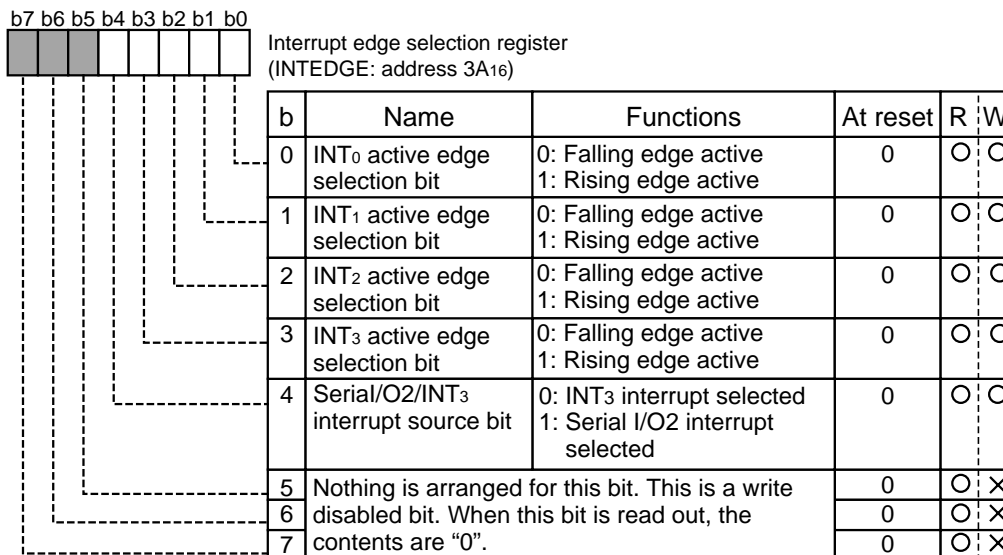 b7 b6 b5 b4 b3 b2 b1 b0
Interrupt edge selection register
(INTEDGE: address 3A16)
b Name Functions At reset R W
0 INT0 active edge selection bit 0: Falling edge active 1: Rising edge active 0 O O
1 INT1 active edge selection bit 0: Falling edge active 1: Rising edge active 0 O O
2 INT2 active edge selection bit 0: Falling edge active 1: Rising edge active 0 O O
3 INT3 active edge selection bit 0: Falling edge active 1: Rising edge active 0 O O
4 Serial/O2/INT3 interrupt source bit 0: INT3 interrupt selected 1: Serial I/O2 interrupt selected 0 O O
5 Nothing is arranged for this bit. This is a write 0 O ×
6 disabled bit. When this bit is read out, the 0 O ×
7 contents are “0”. 0 O ×